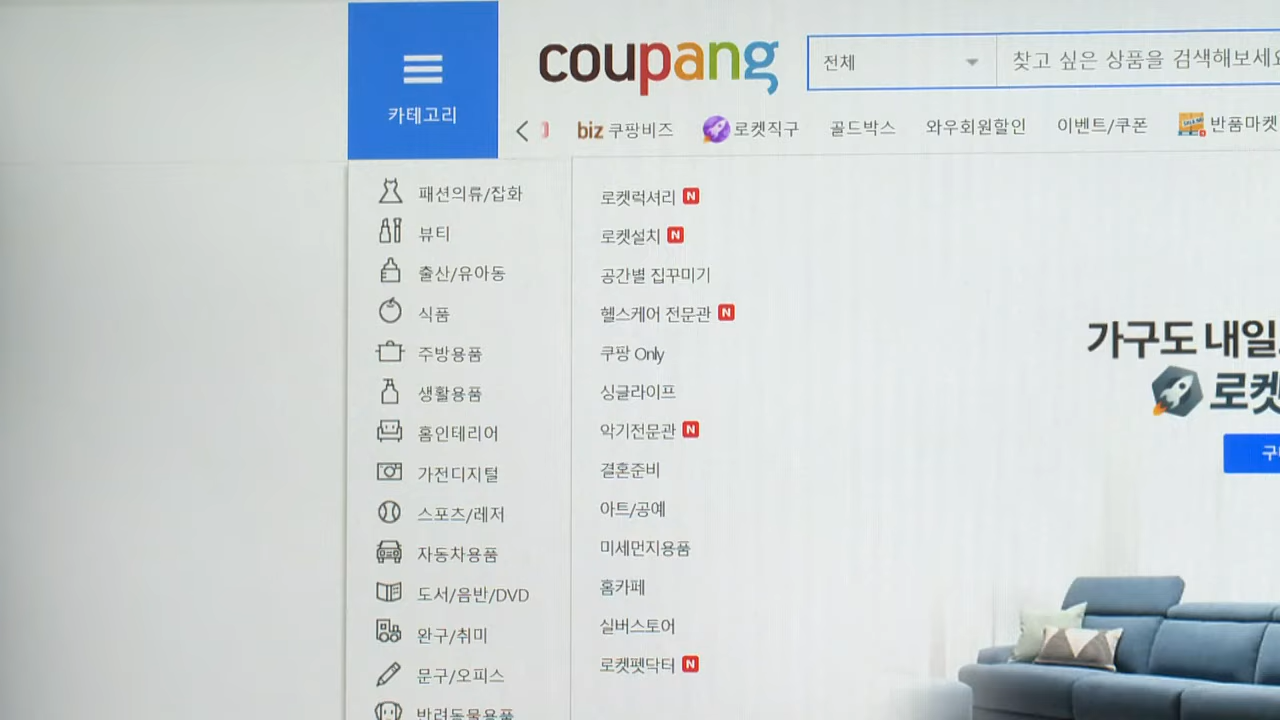 카테고리
coupang
전체
찾고 싶은 상품을 검색해보세요
biz 쿠팡비즈
로켓직구
골드박스
와우회원할인
이벤트/쿠폰
반품마켓
패션의류/잡화
뷰티
출산/유아동
식품
주방용품
생활용품
홈인테리어
가전디지털
스포츠/레저
자동차용품
도서/음반/DVD
완구/취미
문구/오피스
반려동물용품
로켓럭셔리 N
로켓설치 N
공간별 집꾸미기
헬스케어 전문관 N
쿠팡 Only
싱글라이프
악기전문관 N
결혼준비
아트/공예
미세먼지용품
홈카페
실버스토어
로켓펫닥터 N
가구도 내일
로켓